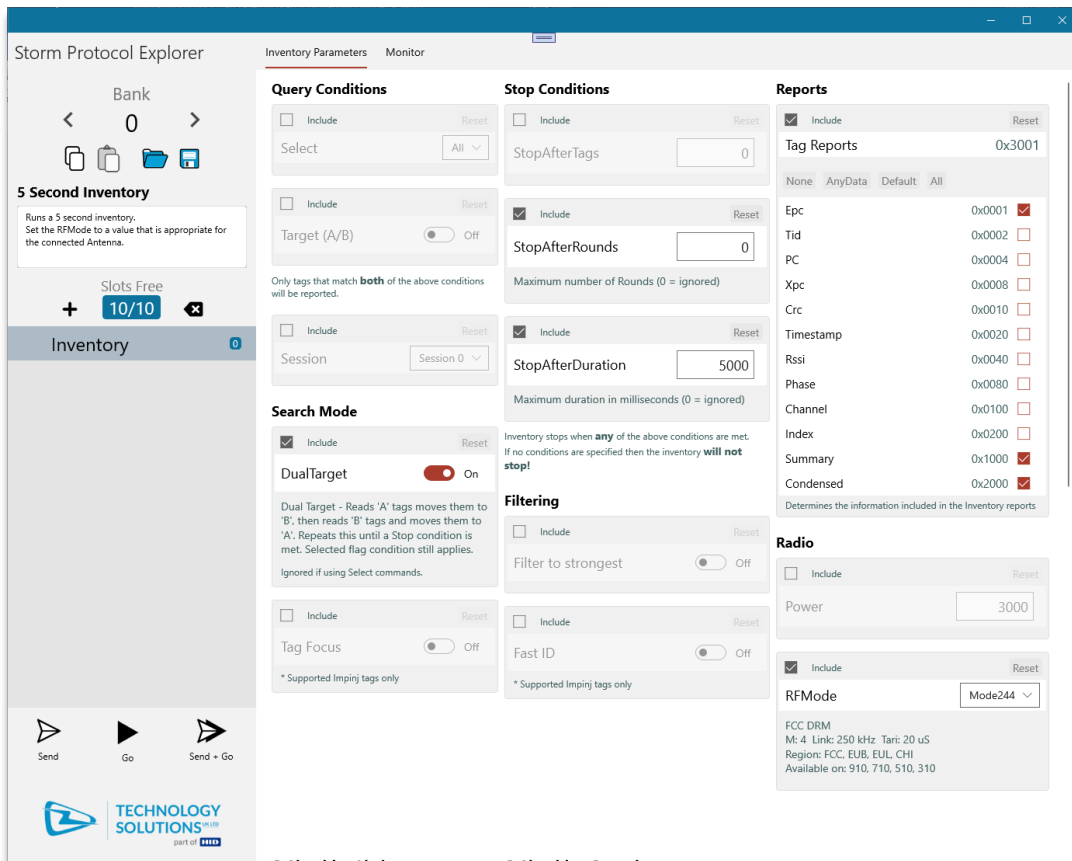 Storm Protocol Explorer
Inventory Parameters
Monitor
Bank
0
5 Second Inventory
Runs a 5 second inventory.
Set the RFMode to a value that is appropriate for
the connected Antenna.
Slots Free
10/10
Inventory
0
Send
Go
Send + Go
TECHNOLOGY
SOLUTIONS UK LTD
part of HID
Query Conditions
Include
Reset
Select
All
Include
Reset
Target (A/B)
Off
Only tags that match both of the above conditions
will be reported.
Include
Reset
Session
Session 0
Search Mode
Include
Reset
DualTarget
On
Dual Target - Reads 'A' tags moves them to
'B', then reads 'B' tags and moves them to
'A'. Repeats this until a Stop condition is
met. Selected flag condition still applies.
Ignored if using Select commands.
Include
Reset
Tag Focus
Off
* Supported Impinj tags only
Stop Conditions
Include
Reset
StopAfterTags
0
Include
Reset
StopAfterRounds
0
Maximum number of Rounds (0 = ignored)
Include
Reset
StopAfterDuration
5000
Maximum duration in milliseconds (0 = ignored)
Inventory stops when any of the above conditions are met.
If no conditions are specified then the inventory will not
stop!
Filtering
Include
Reset
Filter to strongest
Off
Include
Reset
Fast ID
Off
* Supported Impinj tags only
Reports
Include
Reset
Tag Reports 0x3001
None AnyData Default All
Epc 0x0001
Tid 0x0002
PC 0x0004
Xpc 0x0008
Crc 0x0010
Timestamp 0x0020
Rssi 0x0040
Phase 0x0080
Channel 0x0100
Index 0x0200
Summary 0x1000
Condensed 0x2000
Determines the information included in the Inventory reports
Radio
Include
Reset
Power
3000
Include
Reset
RFMode
Mode244
FCC DRM
M: 4 Link: 250 kHz Tari: 20 uS
Region: FCC, EUB, EUL, CHI
Available on: 910, 710, 510, 310